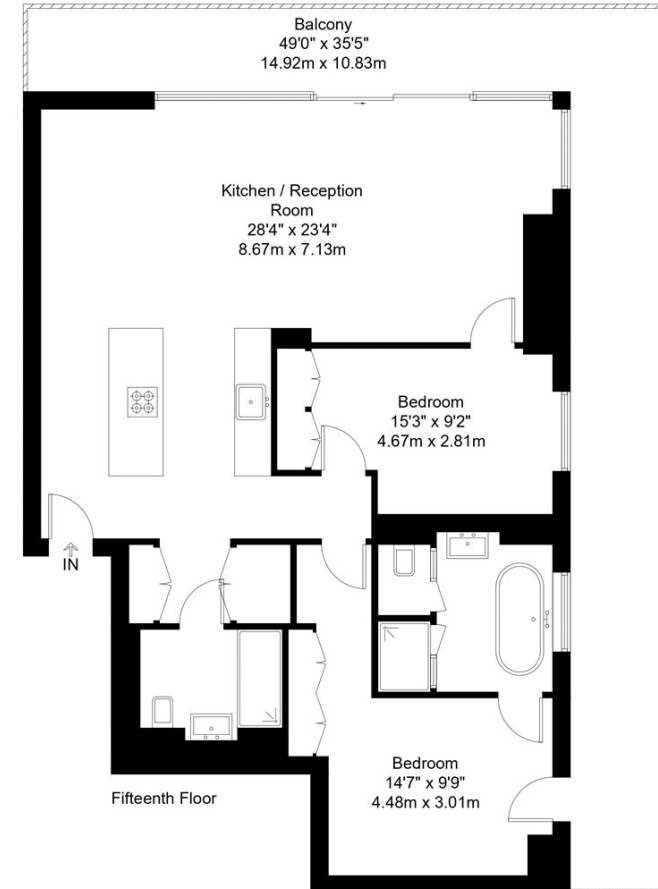 Balcony
49'0" x 35'5"
14.92m x 10.83m
Kitchen / Reception
Room
28'4" x 23'4"
8.67m x 7.13m
Bedroom
15'3" x 9'2"
4.67m x 2.81m
IN
Bedroom
14'7" x 9'9"
4.48m x 3.01m
Fifteenth Floor